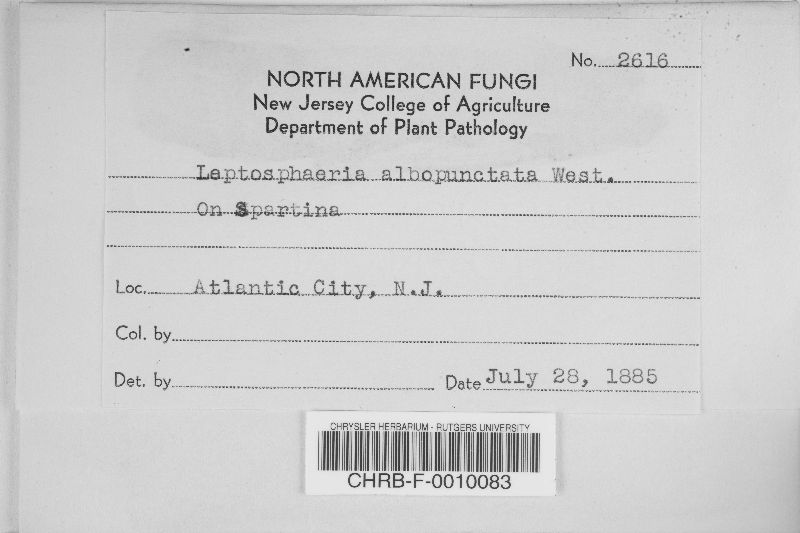 No. 2616
NORTH AMERICAN FUNGI
New Jersey College of Agriculture
Department of Plant Pathology
Leptosphaeria albopunctata West.
On Spartina
Loc. Atlantic City, N.J.
Col. by
Det. by
Date July 28, 1885
CHRYSLER HERBARIUM - RUTGERS UNIVERSITY
CHRB-F-0010083